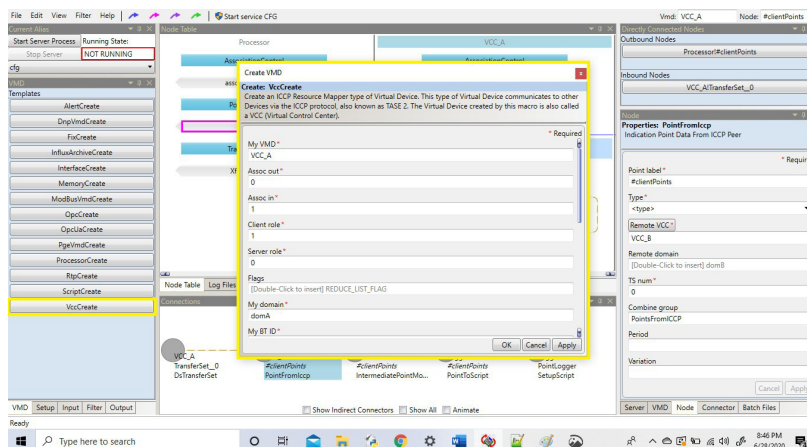 File Edit View Filter Help
Start service CFG
Vmd: VCC_A Node: #clientPoints
Current Alias
Start Server Process
Running State:
Stop Server
NOT RUNNING
cfg
VMD
Templates
AlertCreate
DnpVmdCreate
FixCreate
InfluxArchiveCreate
InterfaceCreate
MemoryCreate
ModBusVmdCreate
OpcCreate
OpcUaCreate
PgeVmdCreate
ProcessorCreate
RtpCreate
ScriptCreate
VccCreate
VMD Setup Input Filter Output
Node Table
Processor
VCC_A
Create VMD
Create: VccCreate
Create an ICCP Resource Mapper type of Virtual Device. This type of Virtual Device communicates to other
Devices via the ICCP protocol, also known as TASE 2. The Virtual Device created by this macro is also called
a VCC (Virtual Control Center).
* Required
My VMD*
VCC_A
Assoc out*
0
Assoc in*
1
Client role*
1
Server role*
0
Flags
[Double-Click to insert] REDUCE_LIST_FLAG
My domain*
domA
My BT ID*
OK Cancel Apply
Node Table Log Files
Connections
VCC_A
TransferSet__0
DsTransferSet
#clientPoints
PointFromIccp
#clientPoints
IntermediatePointMo...
#clientPoints
PointToScript
PointLogger
SetupScript
Show Indirect Connectors Show All Animate
Directly Connected Nodes
Outbound Nodes
Processor!#clientPoints
Inbound Nodes
VCC_A!TransferSet__0
Node
Properties: PointFromIccp
Indication Point Data From ICCP Peer
Point label*
#clientPoints
Type*
<type>
Remote VCC*
VCC_B
Remote domain
[Double-Click to insert] domB
TS num*
0
Combine group
PointsFromICCP
Period
Variation
Cancel
Server VMD Node Connector Batch Files
Ready
Type here to search
8:46 PM
6/28/2020